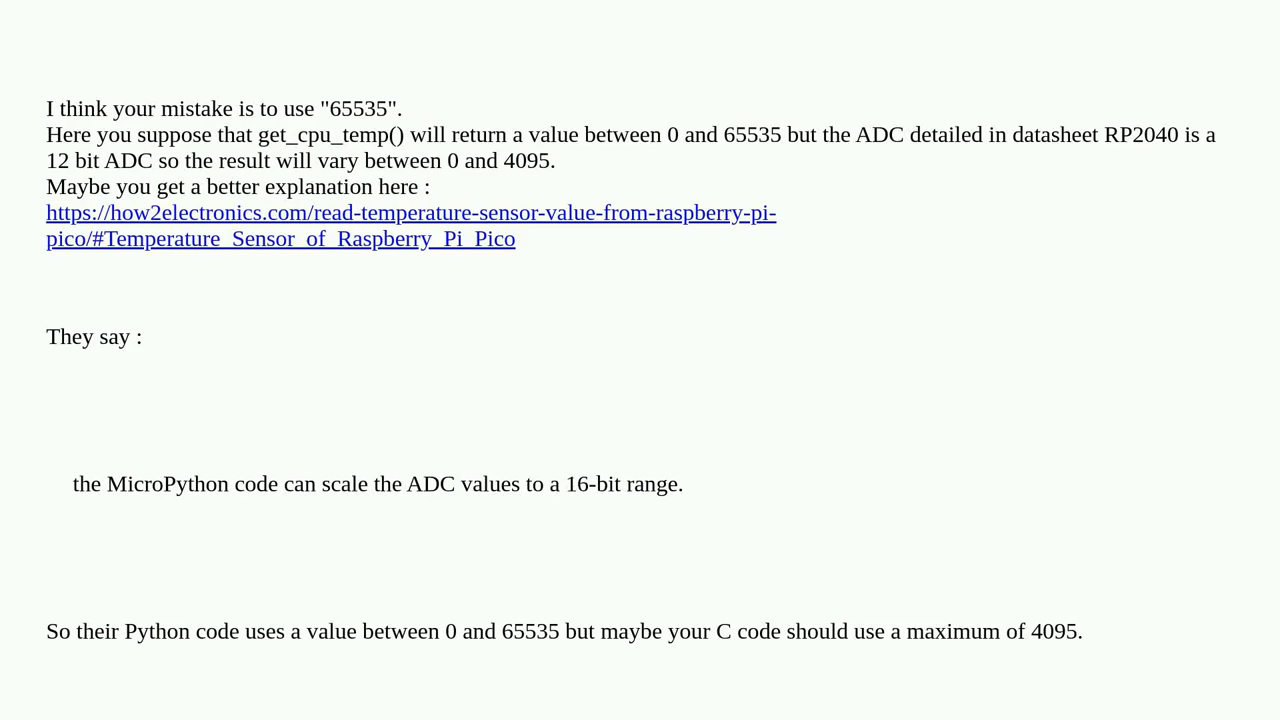 I think your mistake is to use "65535".
Here you suppose that get_cpu_temp() will return a value between 0 and 65535 but the ADC detailed in datasheet RP2040 is a
12 bit ADC so the result will vary between 0 and 4095.
Maybe you get a better explanation here :
https://how2electronics.com/read-temperature-sensor-value-from-raspberry-pi-
pico/#Temperature_Sensor_of_Raspberry_Pi_Pico
They say :
the MicroPython code can scale the ADC values to a 16-bit range.
So their Python code uses a value between 0 and 65535 but maybe your C code should use a maximum of 4095.